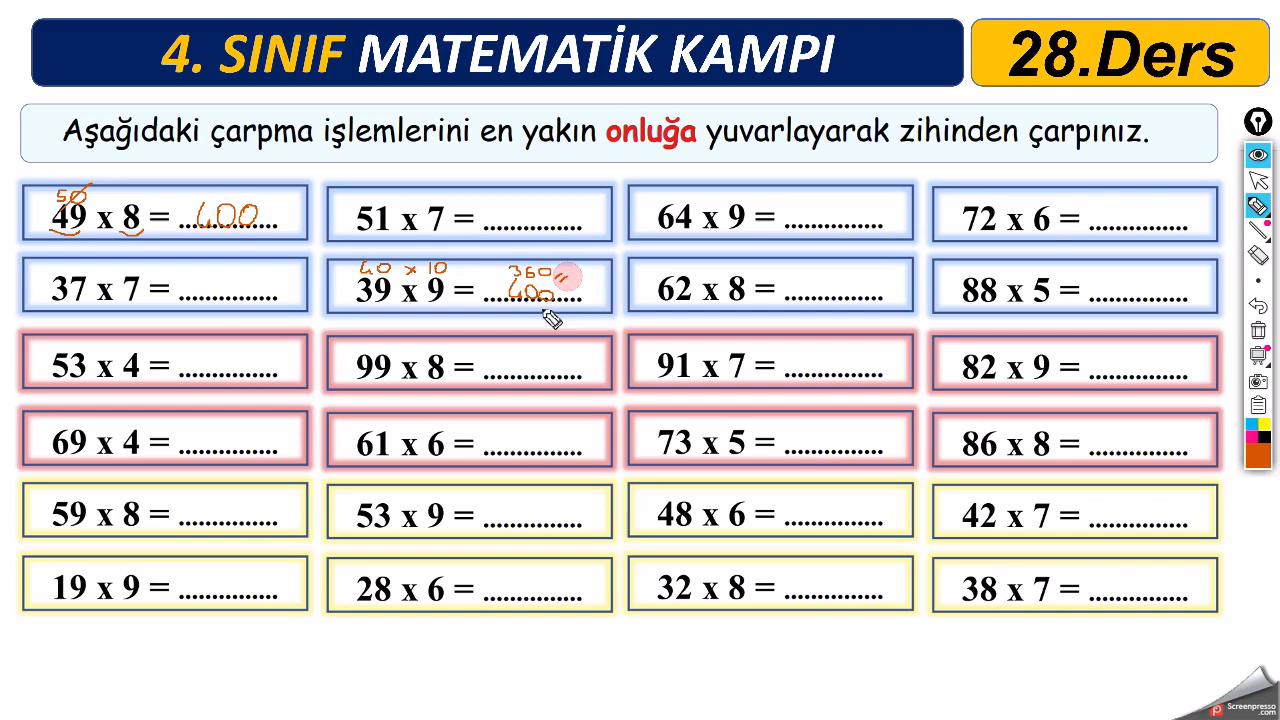 4. SINIF MATEMATİK KAMPI
28.Ders
Aşağıdaki çarpma işlemlerini en yakın onluğa yuvarlayarak zihinden çarpınız.
50
49 x 8 = 400
51 x 7 = ...............
64 x 9 = ...............
72 x 6 = ...............
37 x 7 = ...............
40 x 10
360
39 x 9 = 400
62 x 8 = ...............
88 x 5 = ...............
53 x 4 = ...............
99 x 8 = ...............
91 x 7 = ...............
82 x 9 = ...............
69 x 4 = ...............
61 x 6 = ...............
73 x 5 = ...............
86 x 8 = ...............
59 x 8 = ...............
53 x 9 = ...............
48 x 6 = ...............
42 x 7 = ...............
19 x 9 = ...............
28 x 6 = ...............
32 x 8 = ...............
38 x 7 = ...............
Screenpresso
.com